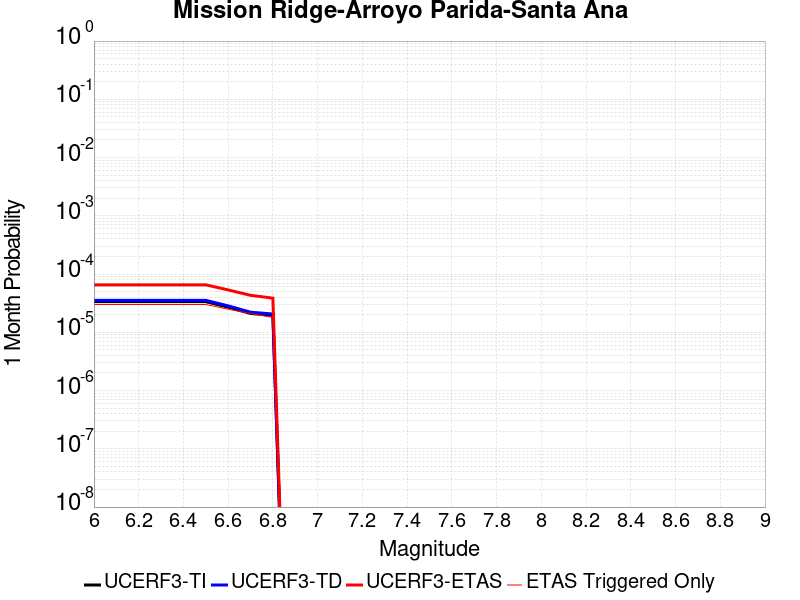 Mission Ridge-Arroyo Parida-Santa Ana
10^0
10^-1
10^-2
10^-3
10^-4
10^-5
10^-6
10^-7
10^-8
1 Month Probability
6 6.2 6.4 6.6 6.8 7 7.2 7.4 7.6 7.8 8 8.2 8.4 8.6 8.8 9
Magnitude
UCERF3-TI UCERF3-TD UCERF3-ETAS ETAS Triggered Only